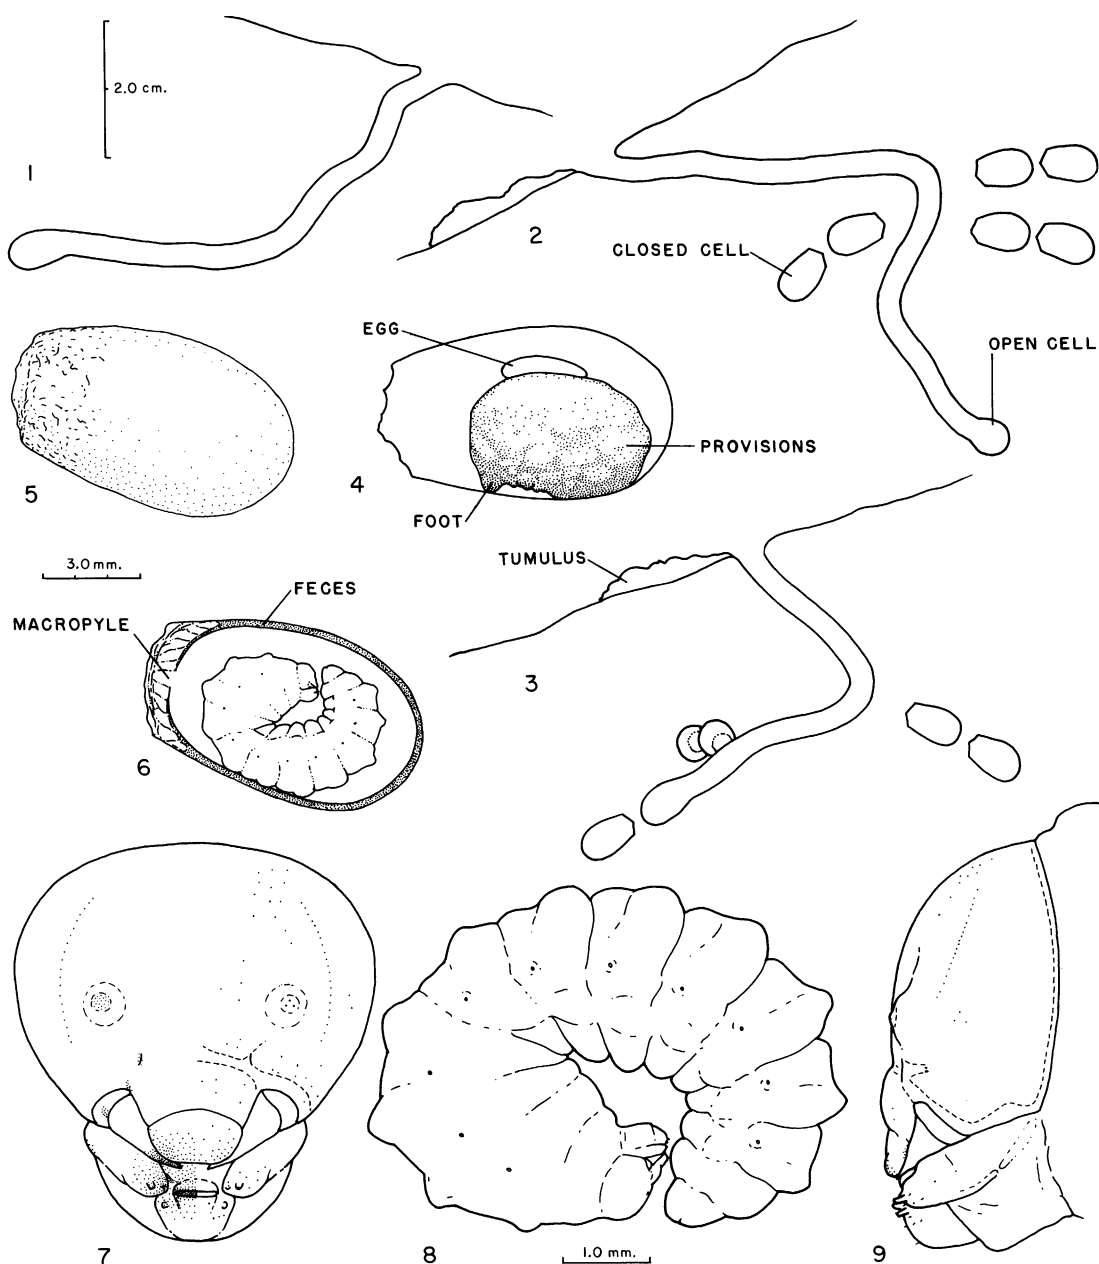 2.0 cm.
1
2
CLOSED CELL
OPEN CELL
EGG
PROVISIONS
FOOT
5
4
3.0 mm.
TUMULUS
FECES
MACROPYLE
3
6
7
8
1.0 mm.
9